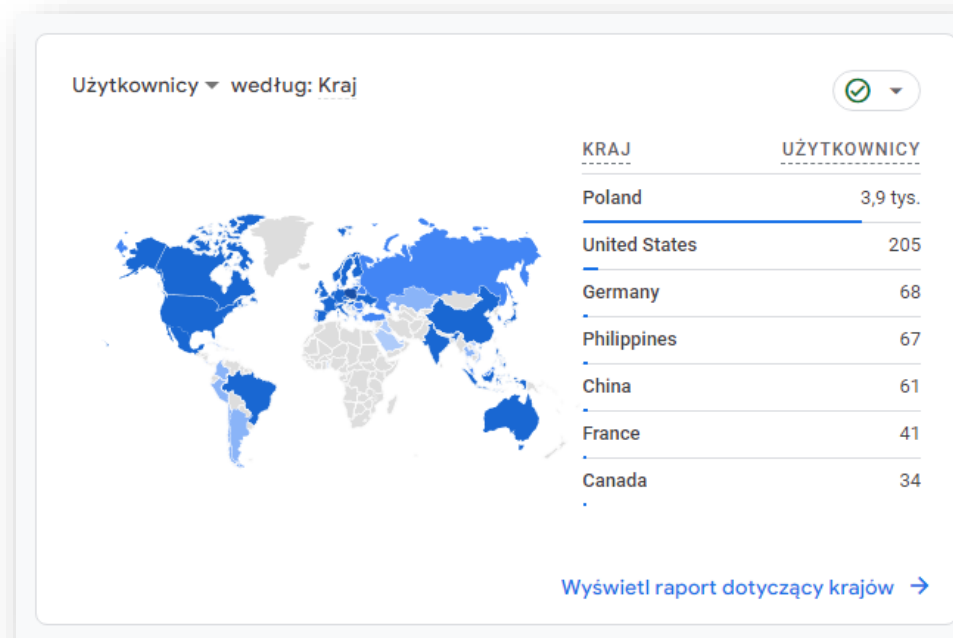 Użytkownicy według: Kraj
KRAJ UŻYTKOWNICY
Poland 3,9 tys.
United States 205
Germany 68
Philippines 67
China 61
France 41
Canada 34
Wyświetl raport dotyczący krajów